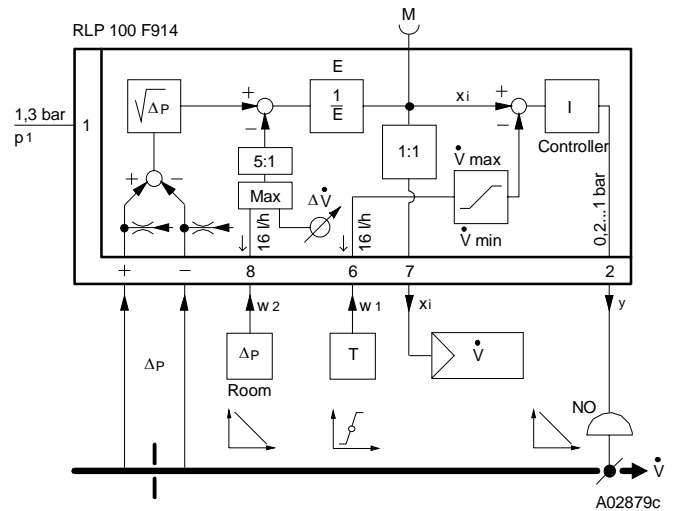 M
RLP 100 F914
E
1,3 bar
p1
1
√ΔP
+
−
1
E
xi
+
−
I
Controller
+
−
5:1
Max
ΔV̇
1:1
V̇ max
V̇ min
16 l/h
16 l/h
0,2...1 bar
+
−
8
6
7
2
w2
w1
xi
y
ΔP
ΔP
Room
T
V̇
NO
V̇
A02879c